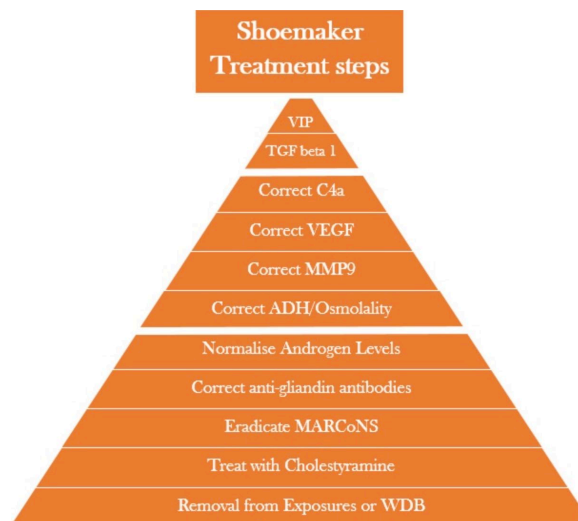 Shoemaker
Treatment steps
VIP
TGF beta 1
Correct C4a
Correct VEGF
Correct MMP9
Correct ADH/Osmolality
Normalise Androgen Levels
Correct anti-gliandin antibodies
Eradicate MARCoNS
Treat with Cholestyramine
Removal from Exposures or WDB